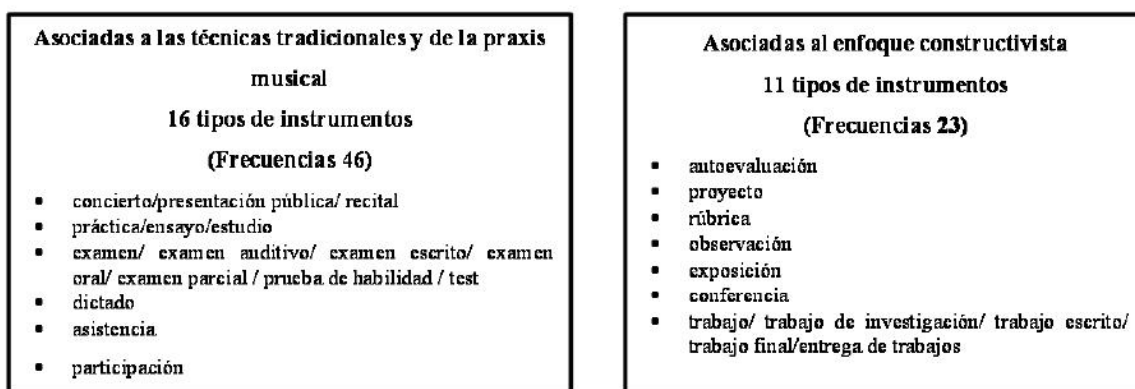 Asociadas a las técnicas tradicionales y de la praxis
musical
16 tipos de instrumentos
(Frecuencias 46)
▪ concierto/presentación pública/ recital
▪ práctica/ensayo/estudio
▪ examen/ examen auditivo/ examen escrito/ examen
oral/ examen parcial / prueba de habilidad / test
▪ dictado
▪ asistencia
▪ participación
Asociadas al enfoque constructivista
11 tipos de instrumentos
(Frecuencias 23)
▪ autoevaluación
▪ proyecto
▪ rúbrica
▪ observación
▪ exposición
▪ conferencia
▪ trabajo/ trabajo de investigación/ trabajo escrito/
trabajo final/entrega de trabajos